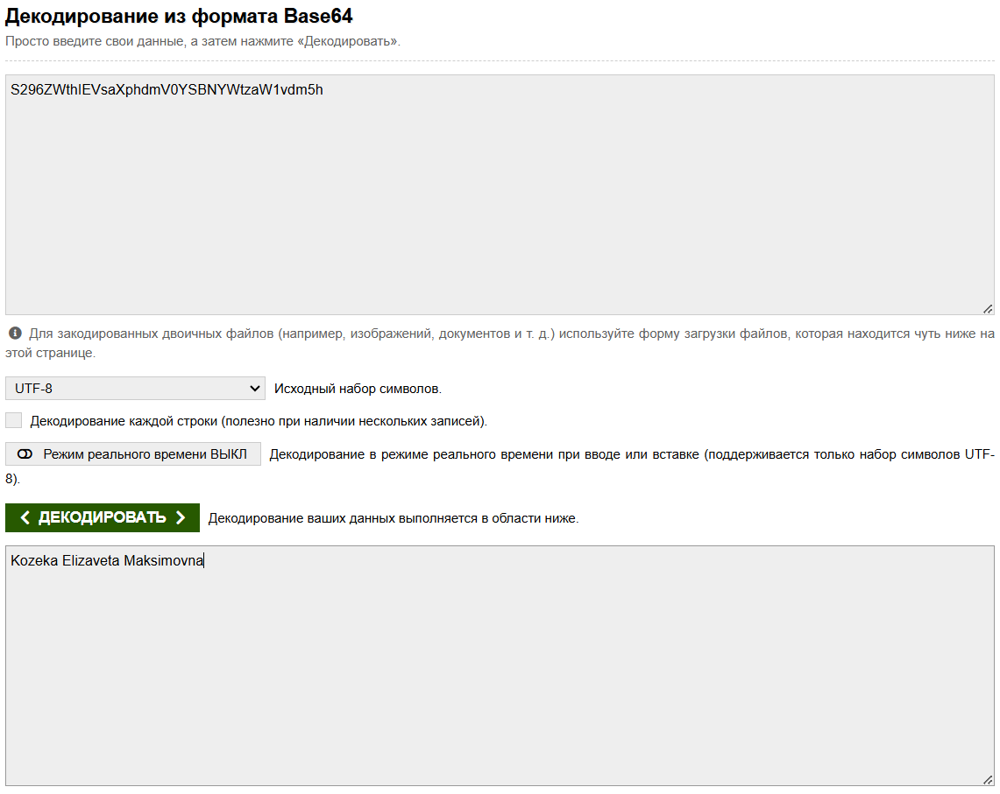 Декодирование из формата Base64
Просто введите свои данные, а затем нажмите «Декодировать».
S296ZWthIEVsaXphdmV0YSBNYWtzaW1vdm5h
Для закодированных двоичных файлов (например, изображений, документов и т. д.) используйте форму загрузки файлов, которая находится чуть ниже на
этой странице.
UTF-8 Исходный набор символов.
Декодирование каждой строки (полезно при наличии нескольких записей).
Режим реального времени ВЫКЛ Декодирование в режиме реального времени при вводе или вставке (поддерживается только набор символов UTF-
8).
ДЕКОДИРОВАТЬ Декодирование ваших данных выполняется в области ниже.
Kozeka Elizaveta Maksimovna